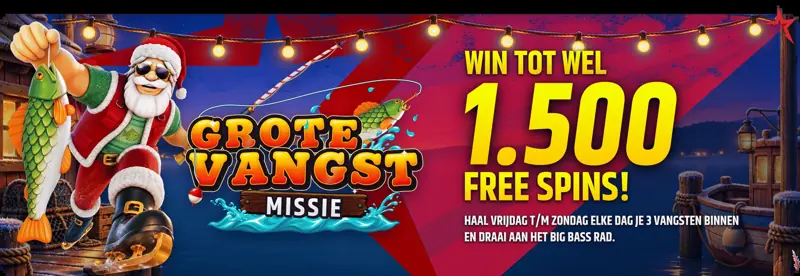 GROTE
VANGST
MISSIE
WIN TOT WEL
1.500
FREE SPINS!
HAAL VRIJDAG T/M ZONDAG ELKE DAG JE 3 VANGSTEN BINNEN
EN DRAAI AAN HET BIG BASS RAD.